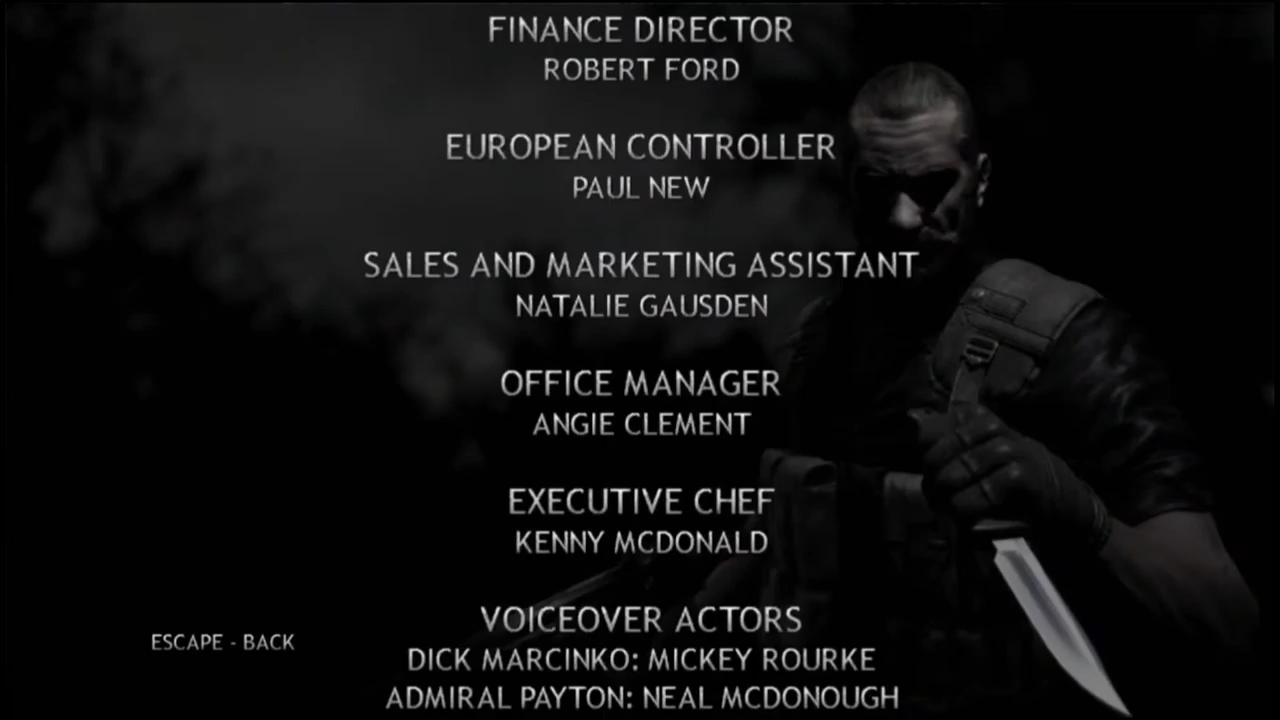 FINANCE DIRECTOR
ROBERT FORD
EUROPEAN CONTROLLER
PAUL NEW
SALES AND MARKETING ASSISTANT
NATALIE GAUSDEN
OFFICE MANAGER
ANGIE CLEMENT
EXECUTIVE CHEF
KENNY MCDONALD
VOICEOVER ACTORS
ESCAPE - BACK
DICK MARCINKO: MICKEY ROURKE
ADMIRAL PAYTON: NEAL MCDONOUGH